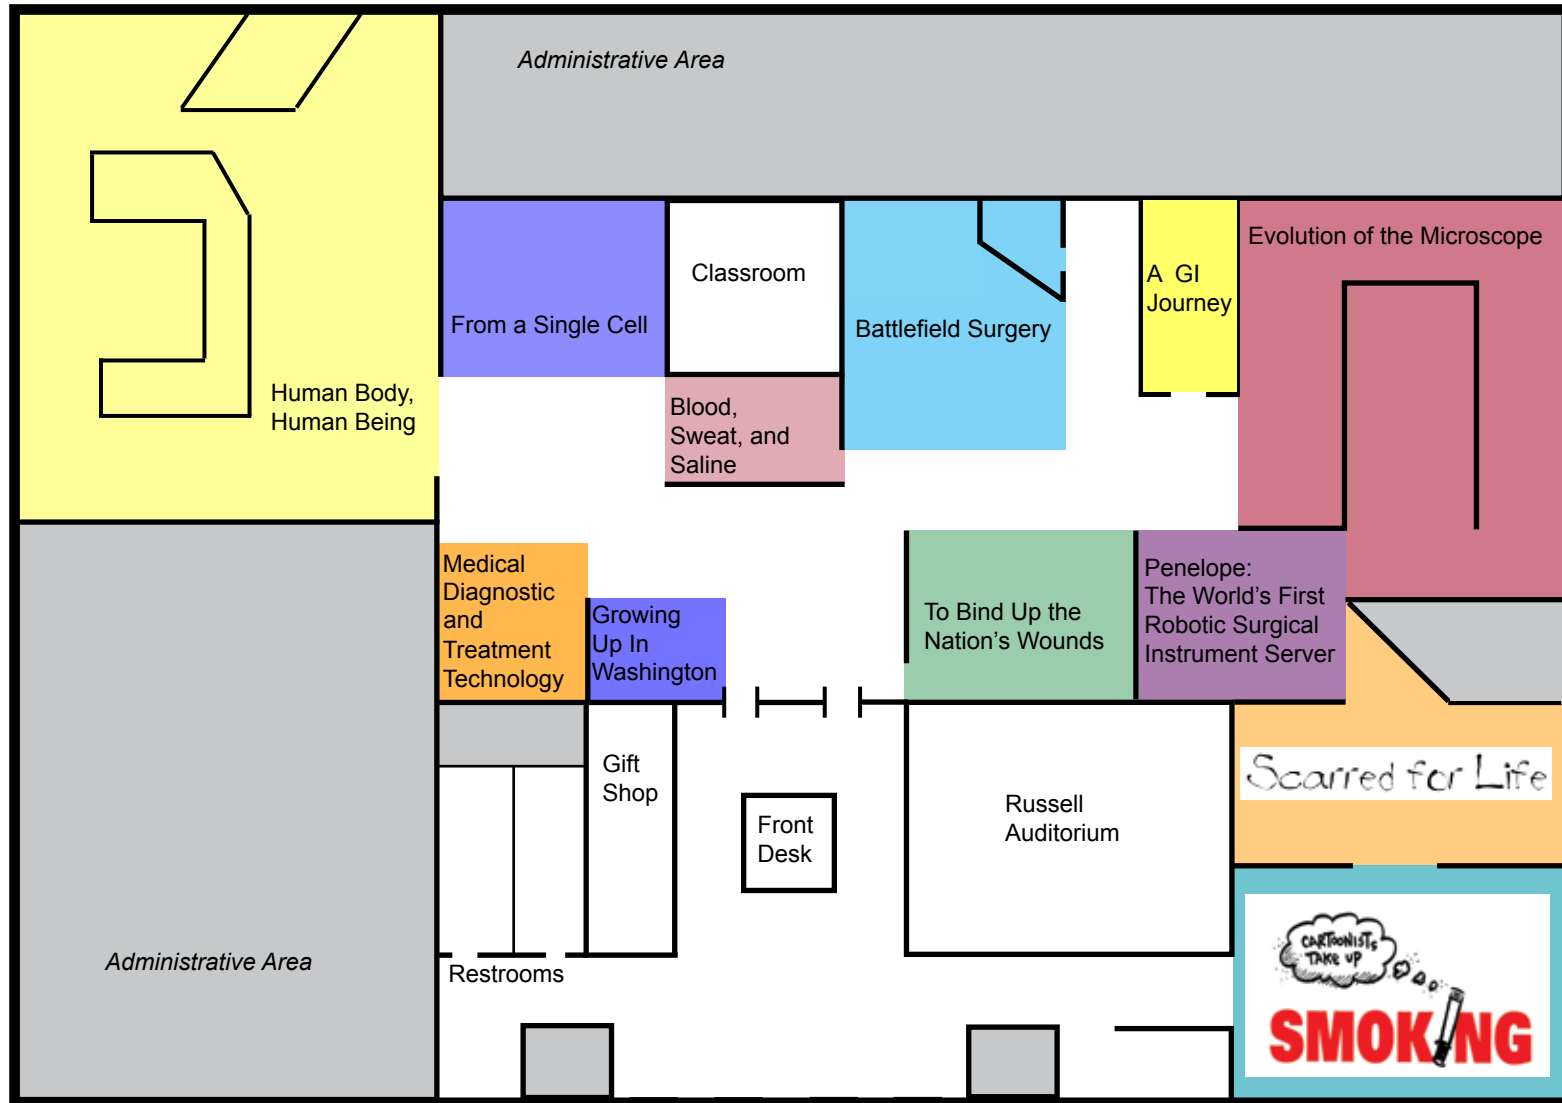 Administrative Area
Evolution of the Microscope
Classroom
A GI
Journey
From a Single Cell
Battlefield Surgery
Human Body,
Human Being
Blood,
Sweat, and
Saline
Medical
Diagnostic
and
Treatment
Technology
Growing
Up In
Washington
To Bind Up the
Nation’s Wounds
Penelope:
The World’s First
Robotic Surgical
Instrument Server
Gift
Shop
Front
Desk
Russell
Auditorium
Scarred for Life
CARTOONISTS
TAKE UP
SMOKING
Administrative Area
Restrooms